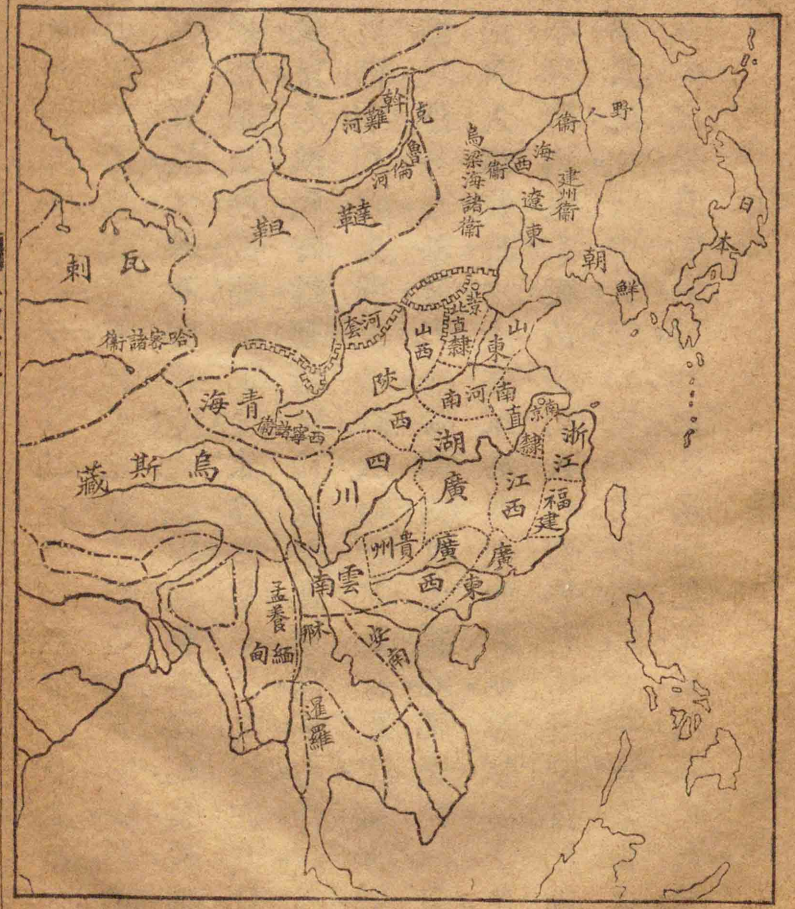 斡難河
克魯倫河
野人衛
海西衛
烏梁海諸衛
建州衛
遼東
韃靼
瓦剌
朝鮮
日本
哈密諸衛
河套
北京
北直隸
山西
山東
陝西
河南
南直隸
南京
青海
西寧諸衛
烏斯藏
四川
湖廣
江西
浙江
福建
貴州
廣西
廣東
雲南
孟養
緬甸
暹羅